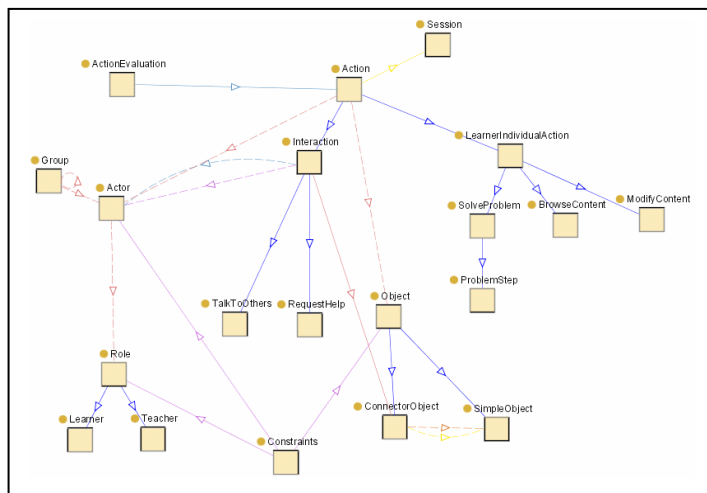 Session
ActionEvaluation
Action
Interaction
LearnerIndividualAction
Group
Actor
SolveProblem
BrowseContent
ModifyContent
ProblemStep
TalkToOthers
RequestHelp
Object
Role
ConnectorObject
SimpleObject
Learner
Teacher
Constraints